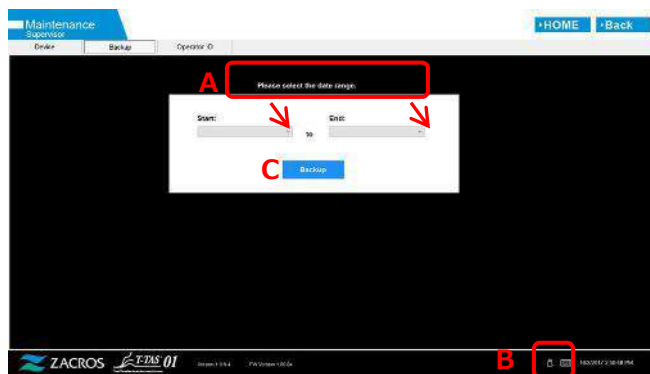 Maintenance
Supervisor
▸HOME
▸Back
Device
Backup
Operator ID
A
Please select the date range.
Start:
End:
to
C
Backup
B
ZACROS
T-TAS 01